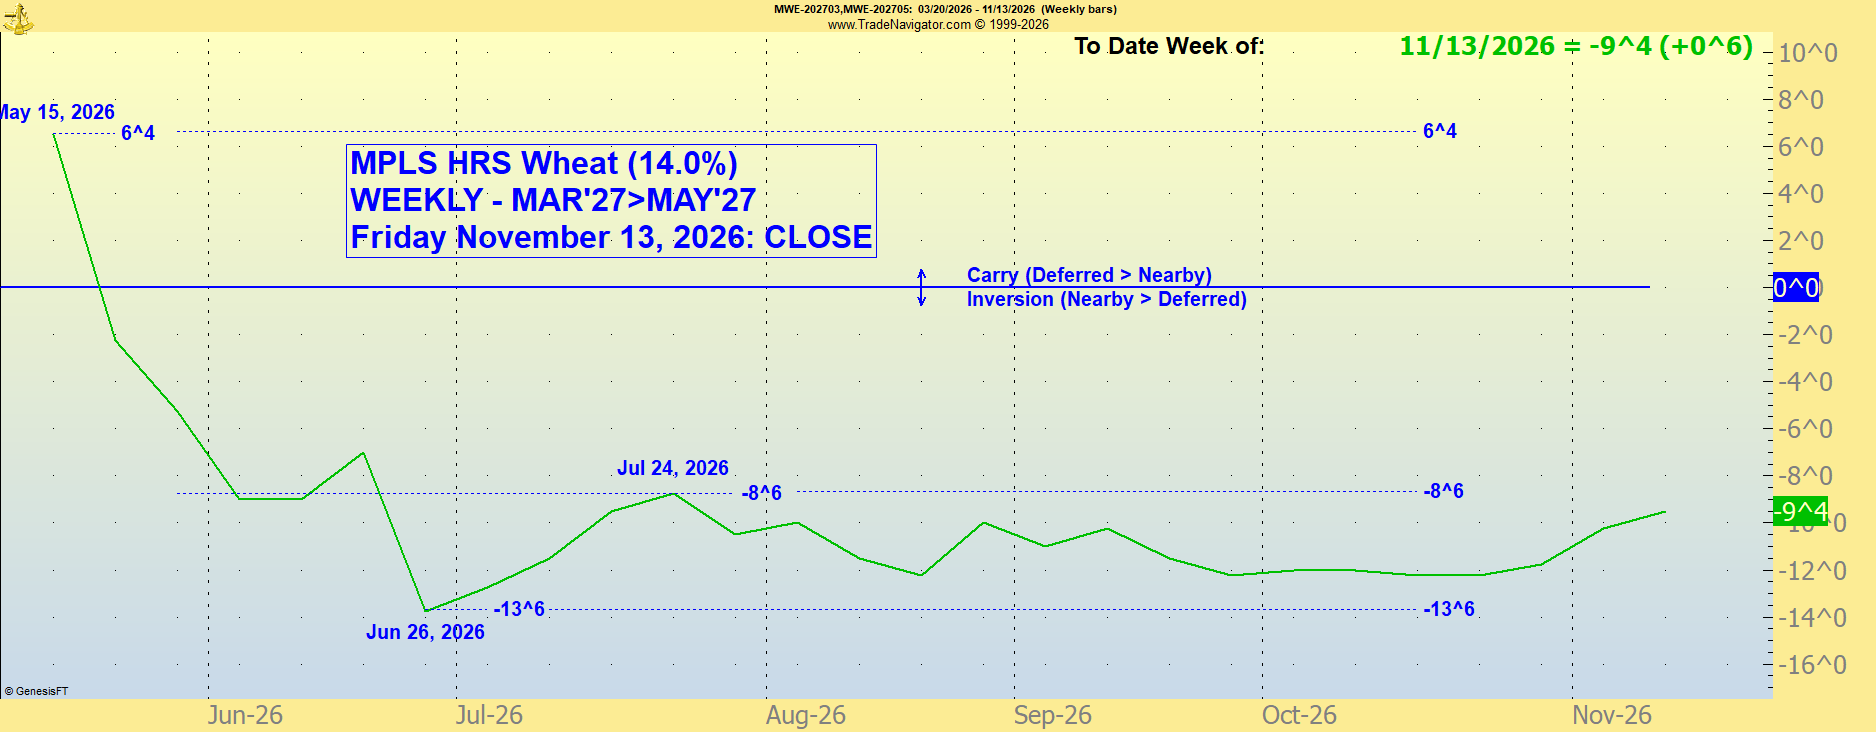 MWE-202703,MWE-202705:  03/20/2026 - 11/13/2026  (Weekly bars)
www.TradeNavigator.com © 1999-2026
To Date Week of:
11/13/2026 = -9^4 (+0^6)
May 15, 2026
6^4
6^4
MPLS HRS Wheat (14.0%)
WEEKLY - MAR'27>MAY'27
Friday November 13, 2026: CLOSE
Carry (Deferred > Nearby)
Inversion (Nearby > Deferred)
Jul 24, 2026
-8^6
-8^6
-13^6
-13^6
Jun 26, 2026
10^0
8^0
6^0
4^0
2^0
0^0
-2^0
-4^0
-6^0
-8^0
-9^4
-10^0
-12^0
-14^0
-16^0
© GenesisFT
Jun-26
Jul-26
Aug-26
Sep-26
Oct-26
Nov-26